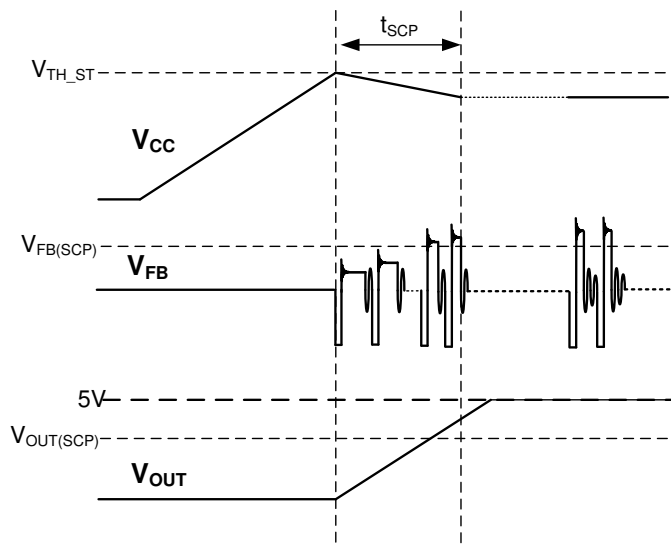 tSCP
VTH_ST
VCC
VFB(SCP)
VFB
5V
VOUT(SCP)
VOUT